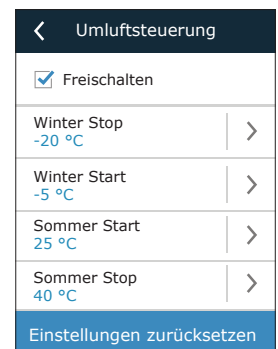 Umluftsteuerung
Freischalten
Winter Stop
-20 °C
Winter Start
-5 °C
Sommer Start
25 °C
Sommer Stop
40 °C
Einstellungen zurücksetzen